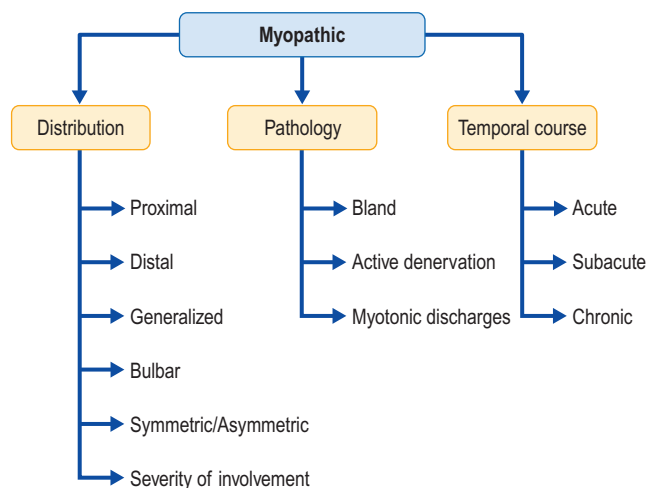 Myopathic
Distribution
Pathology
Temporal course
Proximal
Distal
Generalized
Bulbar
Symmetric/Asymmetric
Severity of involvement
Bland
Active denervation
Myotonic discharges
Acute
Subacute
Chronic